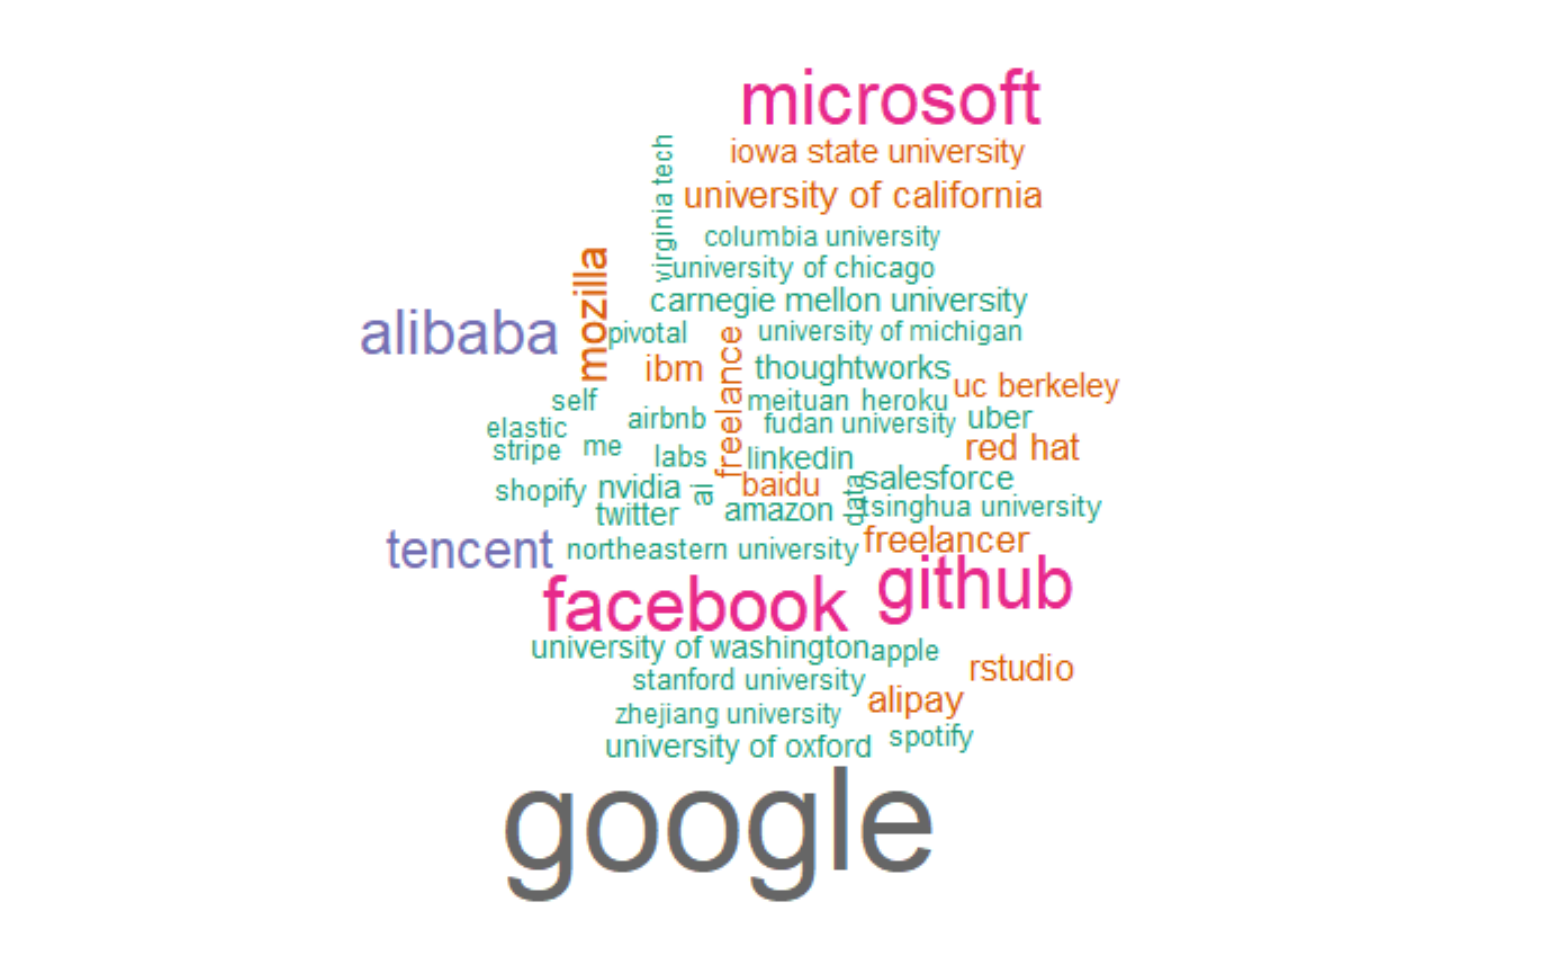 microsoft
iowa state university
virginia tech
university of california
columbia university
university of chicago
mozilla
carnegie mellon university
alibaba
pivotal
freelance
university of michigan
ibm
thoughtworks
uc berkeley
self
airbnb
meituan
heroku
elastic
fudan university
uber
stripe
me
labs
linkedin
red hat
shopify
nvidia
ai
baidu
data
salesforce
twitter
amazon
tsinghua university
tencent
northeastern university
freelancer
facebook
github
university of washington
apple
stanford university
rstudio
zhejiang university
alipay
university of oxford
spotify
google